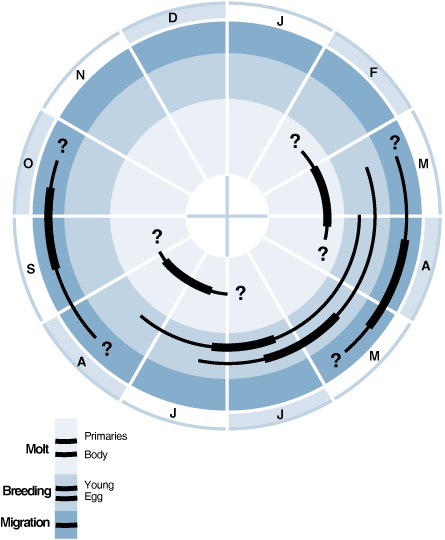 D
J
N
F
?
?
?
O
M
?
?
?
S
A
?
?
A
M
J
J
Primaries
Molt
Body
Young
Breeding
Egg
Migration